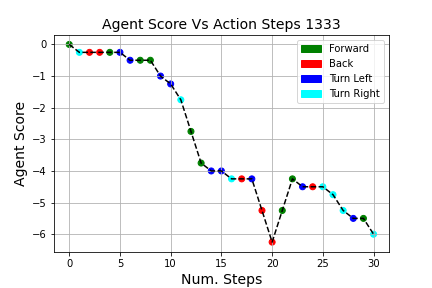 Agent Score Vs Action Steps 1333
Agent Score
0
−1
−2
−3
−4
−5
−6
Forward
Back
Turn Left
Turn Right
0 5 10 15 20 25 30
Num. Steps